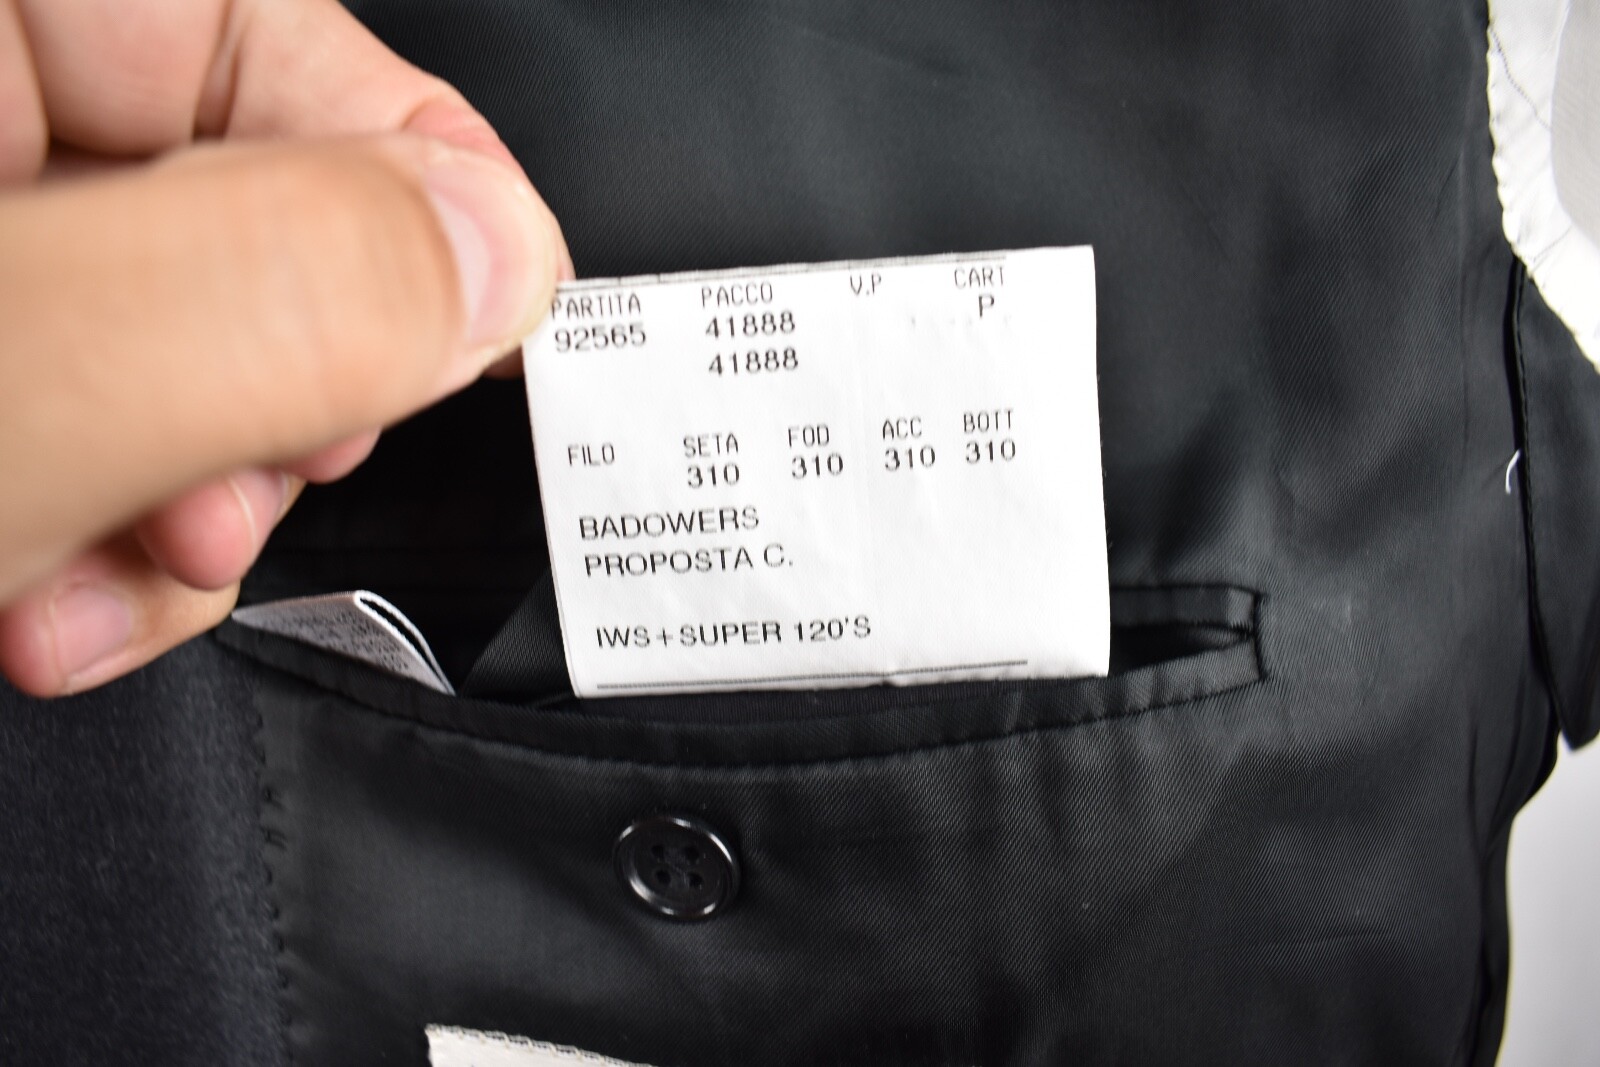 PARTITA PACCO V.P CART
92565 41888 P
41888
FILO SETA FOD ACC BOTT
310 310 310 310
BADOWERS
PROPOSTA C.
IWS+SUPER 120'S